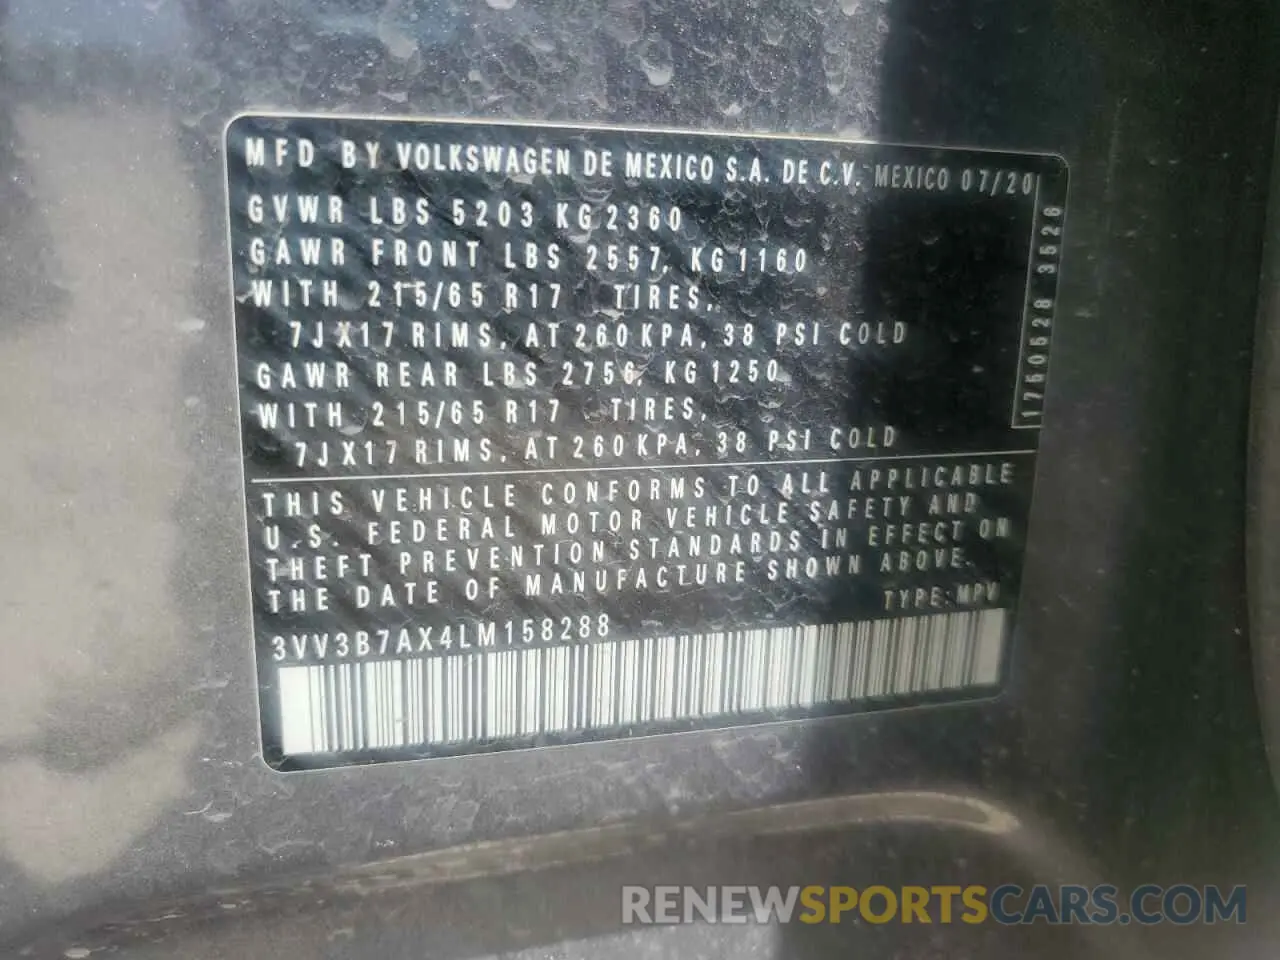 MFD BY VOLKSWAGEN DE MEXICO S.A. DE C.V. MEXICO 07/20
GVWR LBS 5203 KG 2360
GAWR FRONT LBS 2557, KG 1160
WITH 215/65 R17 TIRES,
7JX17 RIMS, AT 260 KPA, 38 PSI COLD
GAWR REAR LBS 2756, KG 1250
WITH 215/65 R17 TIRES,
7JX17 RIMS, AT 260 KPA, 38 PSI COLD
1750528 3526
THIS VEHICLE CONFORMS TO ALL APPLICABLE
U.S. FEDERAL MOTOR VEHICLE SAFETY AND
THEFT PREVENTION STANDARDS IN EFFECT ON
THE DATE OF MANUFACTURE SHOWN ABOVE.
TYPE: MPV
3VV3B7AX4LM158288
RENEWSPORTSCARS.COM